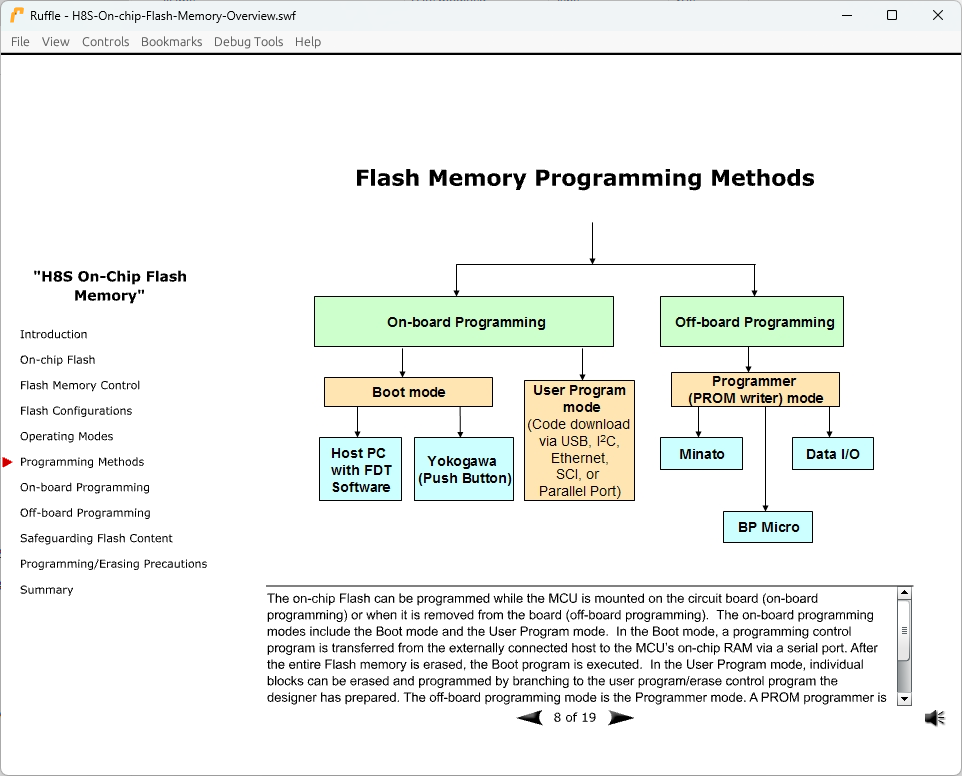 Ruffle - H8S-On-chip-Flash-Memory-Overview.swf
File View Controls Bookmarks Debug Tools Help
Flash Memory Programming Methods
"H8S On-Chip Flash
Memory"
Introduction
On-chip Flash
Flash Memory Control
Flash Configurations
Operating Modes
Programming Methods
On-board Programming
Off-board Programming
Safeguarding Flash Content
Programming/Erasing Precautions
Summary
On-board Programming
Off-board Programming
Boot mode
User Program
mode
(Code download
via USB, I2C,
Ethernet,
SCI, or
Parallel Port)
Programmer
(PROM writer) mode
Host PC
with FDT
Software
Yokogawa
(Push Button)
Minato
Data I/O
BP Micro
The on-chip Flash can be programmed while the MCU is mounted on the circuit board (on-board
programming) or when it is removed from the board (off-board programming).  The on-board programming
modes include the Boot mode and the User Program mode.  In the Boot mode, a programming control
program is transferred from the externally connected host to the MCU's on-chip RAM via a serial port. After
the entire Flash memory is erased, the Boot program is executed.  In the User Program mode, individual
blocks can be erased and programmed by branching to the user program/erase control program the
designer has prepared. The off-board programming mode is the Programmer mode. A PROM programmer is
8 of 19